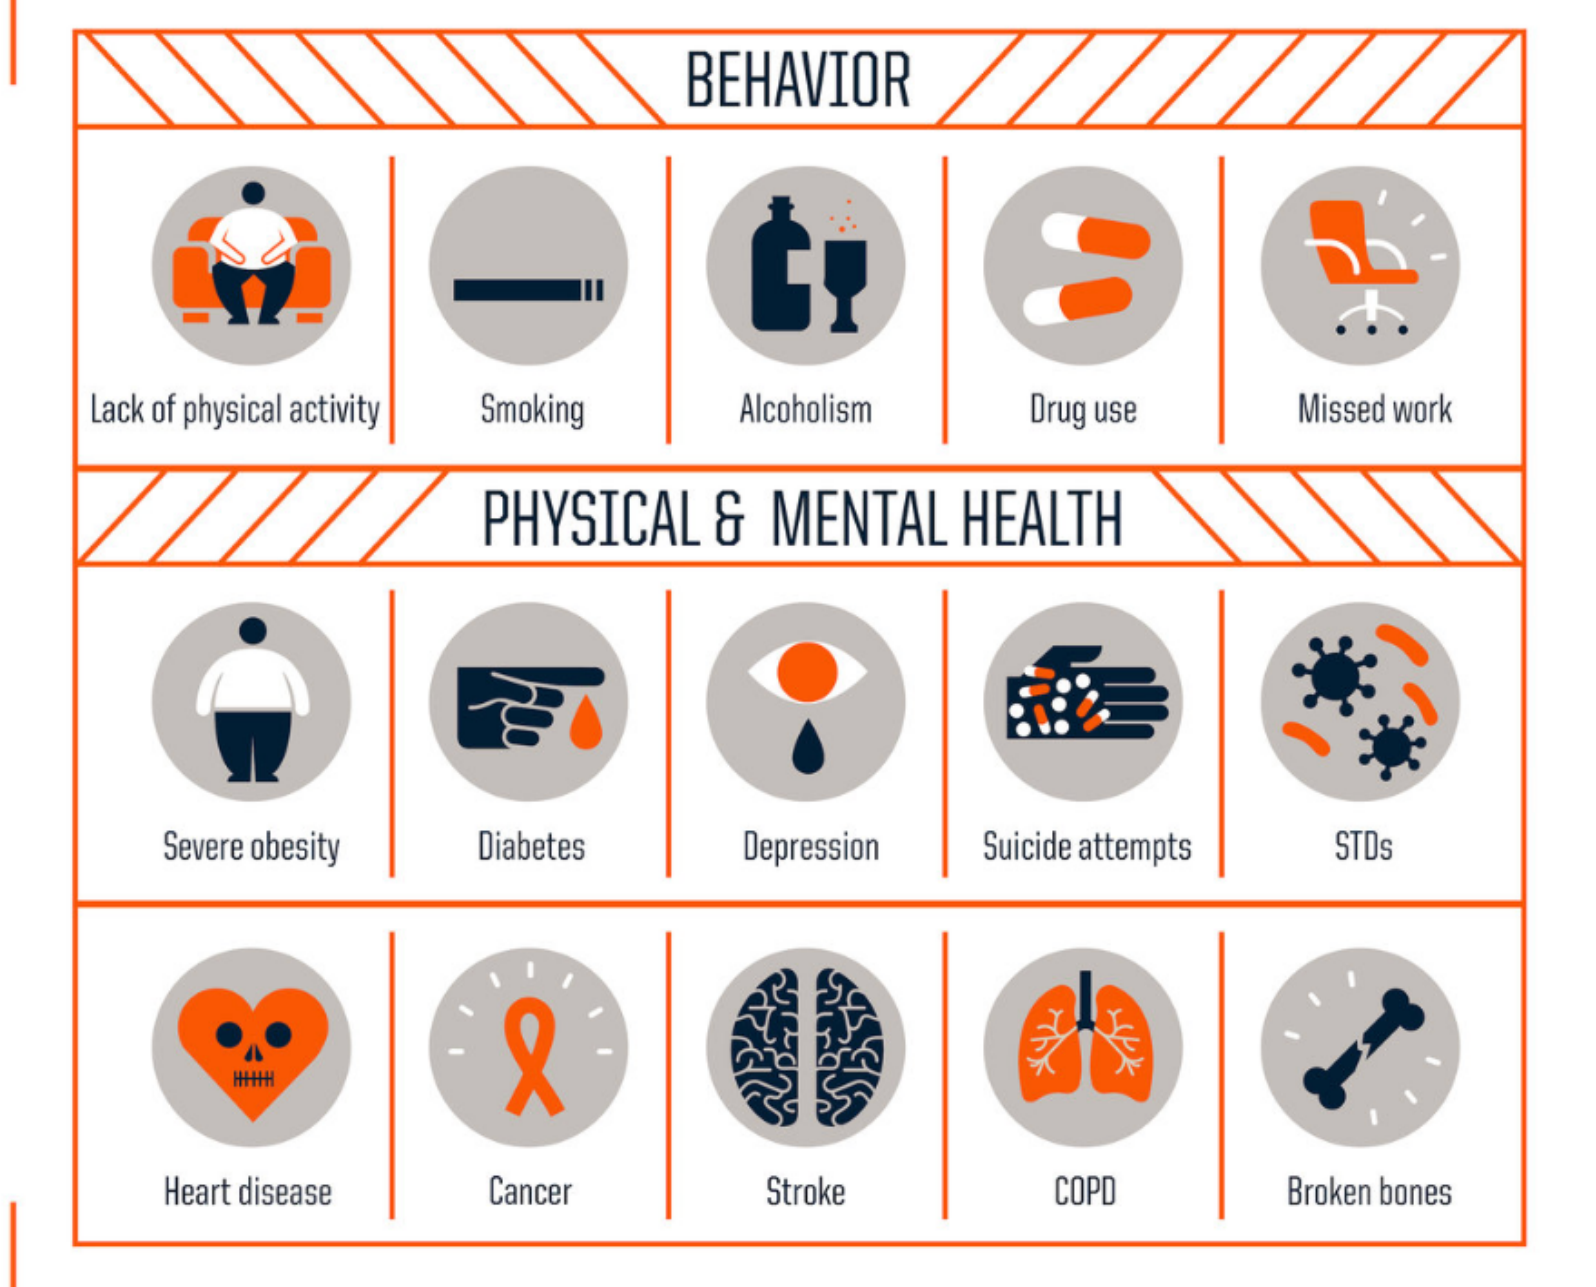 BEHAVIOR
Lack of physical activity
Smoking
Alcoholism
Drug use
Missed work
PHYSICAL & MENTAL HEALTH
Severe obesity
Diabetes
Depression
Suicide attempts
STDs
Heart disease
Cancer
Stroke
COPD
Broken bones